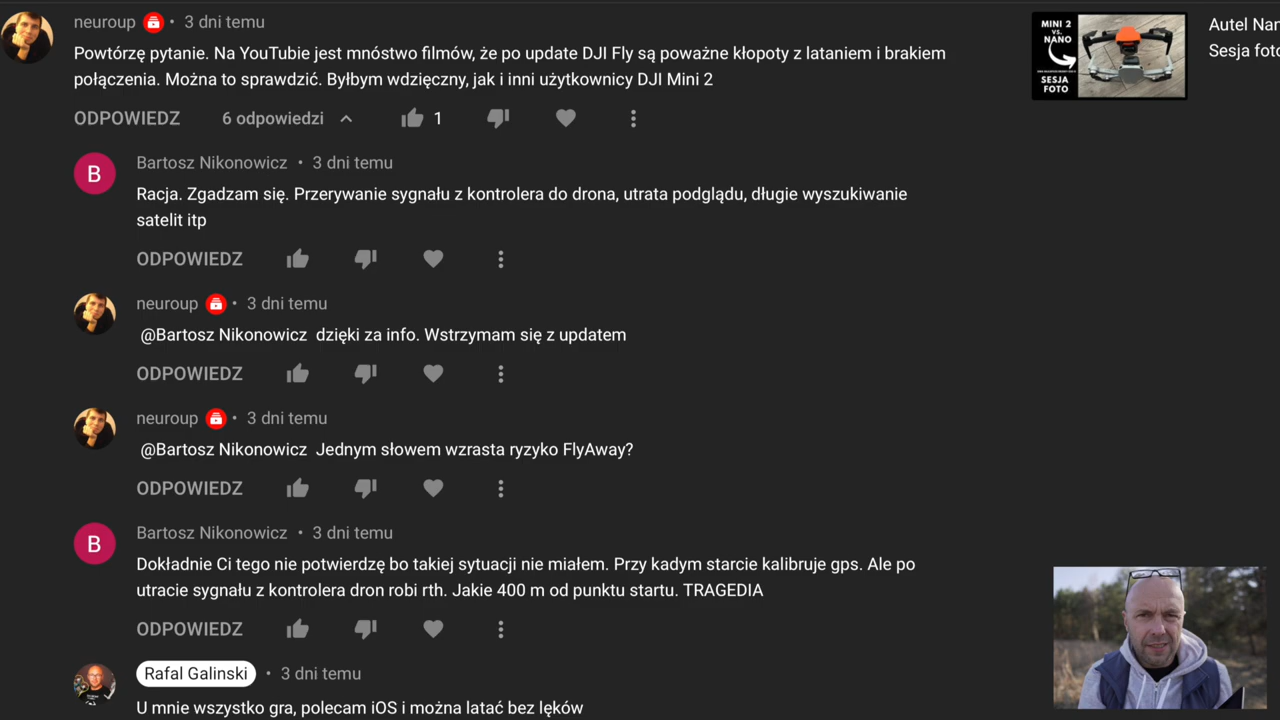 neuroup • 3 dni temu
Powtórzę pytanie. Na YouTubie jest mnóstwo filmów, że po update DJI Fly są poważne kłopoty z lataniem i brakiem
połączenia. Można to sprawdzić. Byłbym wdzięczny, jak i inni użytkownicy DJI Mini 2
ODPOWIEDZ 6 odpowiedzi 1
MINI 2
VS.
NANO
SESJA
FOTO
Autel Nan
Sesja foto
B
Bartosz Nikonowicz • 3 dni temu
Racja. Zgadzam się. Przerywanie sygnału z kontrolera do drona, utrata podglądu, długie wyszukiwanie
satelit itp
ODPOWIEDZ
neuroup • 3 dni temu
@Bartosz Nikonowicz dzięki za info. Wstrzymam się z updatem
ODPOWIEDZ
neuroup • 3 dni temu
@Bartosz Nikonowicz Jednym słowem wzrasta ryzyko FlyAway?
ODPOWIEDZ
B
Bartosz Nikonowicz • 3 dni temu
Dokładnie Ci tego nie potwierdzę bo takiej sytuacji nie miałem. Przy kadym starcie kalibruje gps. Ale po
utracie sygnału z kontrolera dron robi rth. Jakie 400 m od punktu startu. TRAGEDIA
ODPOWIEDZ
Rafal Galinski • 3 dni temu
U mnie wszystko gra, polecam iOS i można latać bez lęków